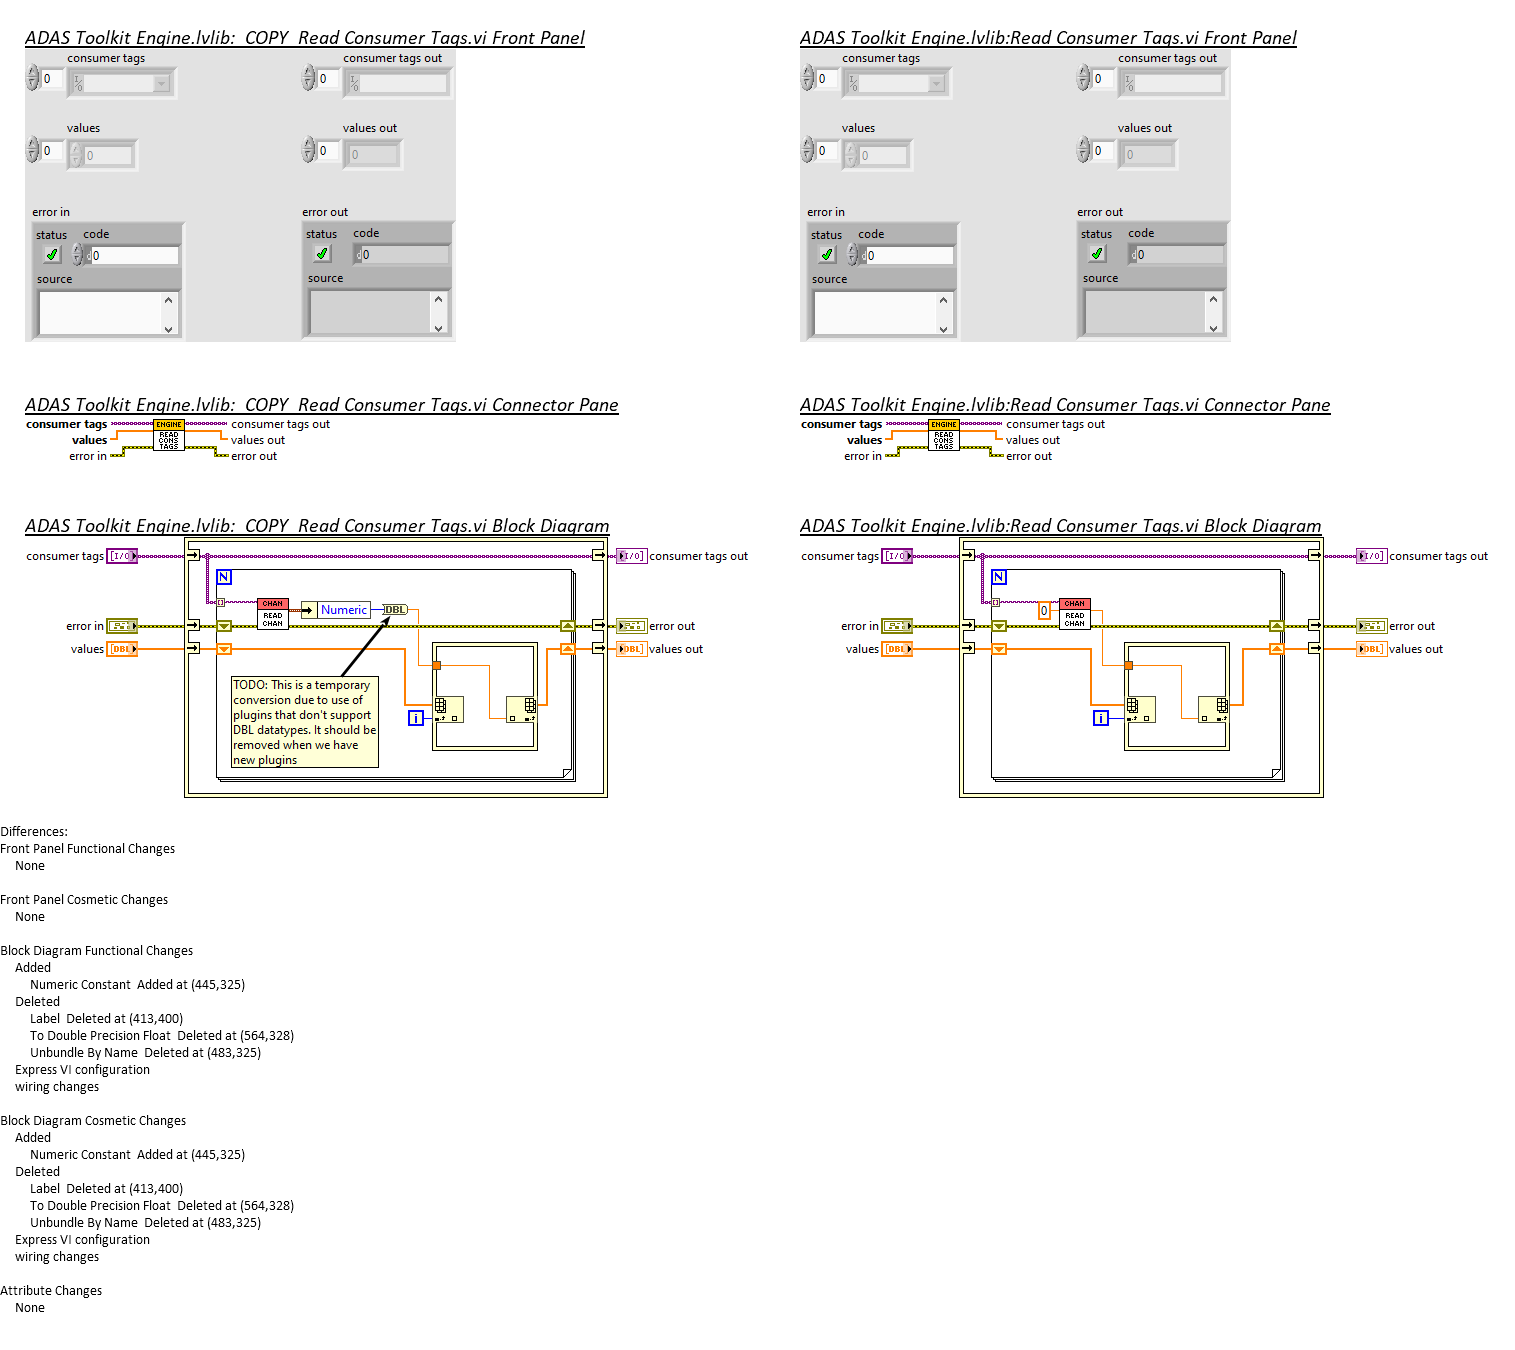 ADAS Toolkit Engine.lvlib:_COPY_Read Consumer Tags.vi Front Panel
consumer tags
consumer tags out
0
I/O
0
I/O
values
values out
0
0
0
0
error in
error out
status
code
status
code
d0
d0
source
source
ADAS Toolkit Engine.lvlib:Read Consumer Tags.vi Front Panel
consumer tags
consumer tags out
0
I/O
0
I/O
values
values out
0
0
0
0
error in
error out
status
code
status
code
d0
d0
source
source
ADAS Toolkit Engine.lvlib:_COPY_Read Consumer Tags.vi Connector Pane
consumer tags
ENGINE
consumer tags out
values
READ
CONS
TAGS
values out
error in
error out
ADAS Toolkit Engine.lvlib:Read Consumer Tags.vi Connector Pane
consumer tags
ENGINE
consumer tags out
values
READ
CONS
TAGS
values out
error in
error out
ADAS Toolkit Engine.lvlib:_COPY_Read Consumer Tags.vi Block Diagram
consumer tags
[I/O]
[I/O]
consumer tags out
N
CHAN
READ
CHAN
Numeric
DBL
error in
error out
values
[DBL]
[DBL]
values out
TODO: This is a temporary
conversion due to use of
plugins that don't support
DBL datatypes. It should be
removed when we have
new plugins
i
ADAS Toolkit Engine.lvlib:Read Consumer Tags.vi Block Diagram
consumer tags
[I/O]
[I/O]
consumer tags out
N
0
CHAN
READ
CHAN
error in
error out
values
[DBL]
[DBL]
values out
i
Differences:
Front Panel Functional Changes
None
Front Panel Cosmetic Changes
None
Block Diagram Functional Changes
Added
Numeric Constant  Added at (445,325)
Deleted
Label  Deleted at (413,400)
To Double Precision Float  Deleted at (564,328)
Unbundle By Name  Deleted at (483,325)
Express VI configuration
wiring changes
Block Diagram Cosmetic Changes
Added
Numeric Constant  Added at (445,325)
Deleted
Label  Deleted at (413,400)
To Double Precision Float  Deleted at (564,328)
Unbundle By Name  Deleted at (483,325)
Express VI configuration
wiring changes
Attribute Changes
None